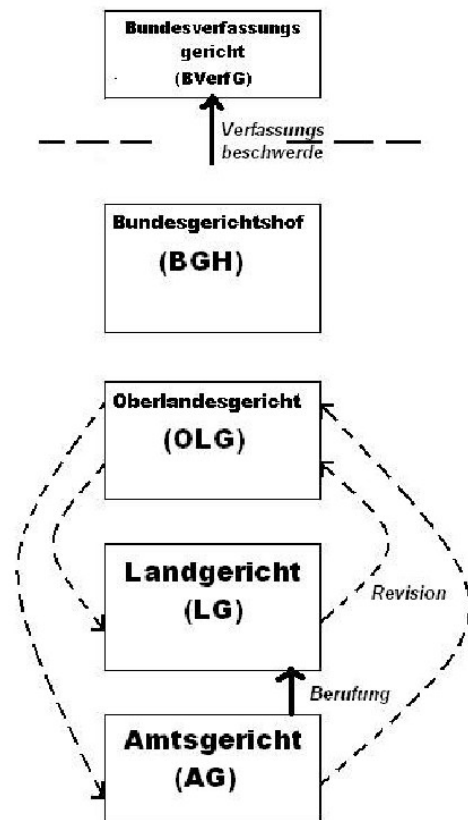 Bundesverfassungs
gericht
(BVerfG)
Verfassungs
beschwerde
Bundesgerichtshof
(BGH)
Oberlandesgericht
(OLG)
Landgericht
(LG)
Revision
Berufung
Amtsgericht
(AG)